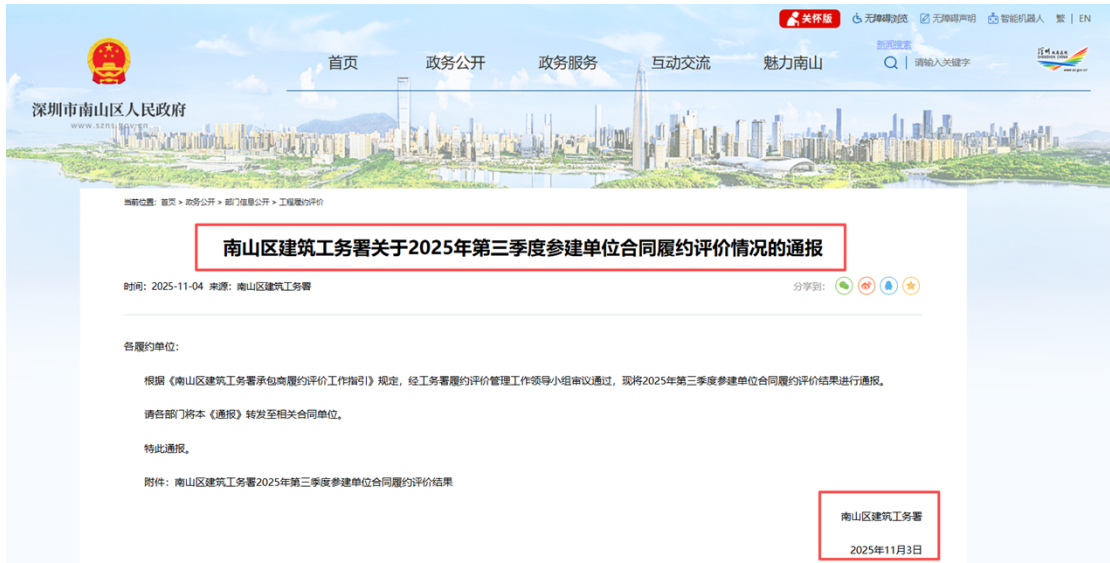 关怀版 无障碍浏览 无障碍声明 智能机器人 繁 | EN
新闻搜索
首页 政务公开 政务服务 互动交流 魅力南山 请输入关键字
深圳市南山区人民政府
www.szns.gov.cn
当前位置：首页 > 政务公开 > 部门信息公开 > 工程履约评价
南山区建筑工务署关于2025年第三季度参建单位合同履约评价情况的通报
时间：2025-11-04 来源：南山区建筑工务署 分享到：
各履约单位：
根据《南山区建筑工务署承包商履约评价工作指引》规定，经工务署履约评价管理工作领导小组审议通过，现将2025年第三季度参建单位合同履约评价结果进行通报。
请各部门将本《通报》转发至相关合同单位。
特此通报。
附件：南山区建筑工务署2025年第三季度参建单位合同履约评价结果
南山区建筑工务署
2025年11月3日